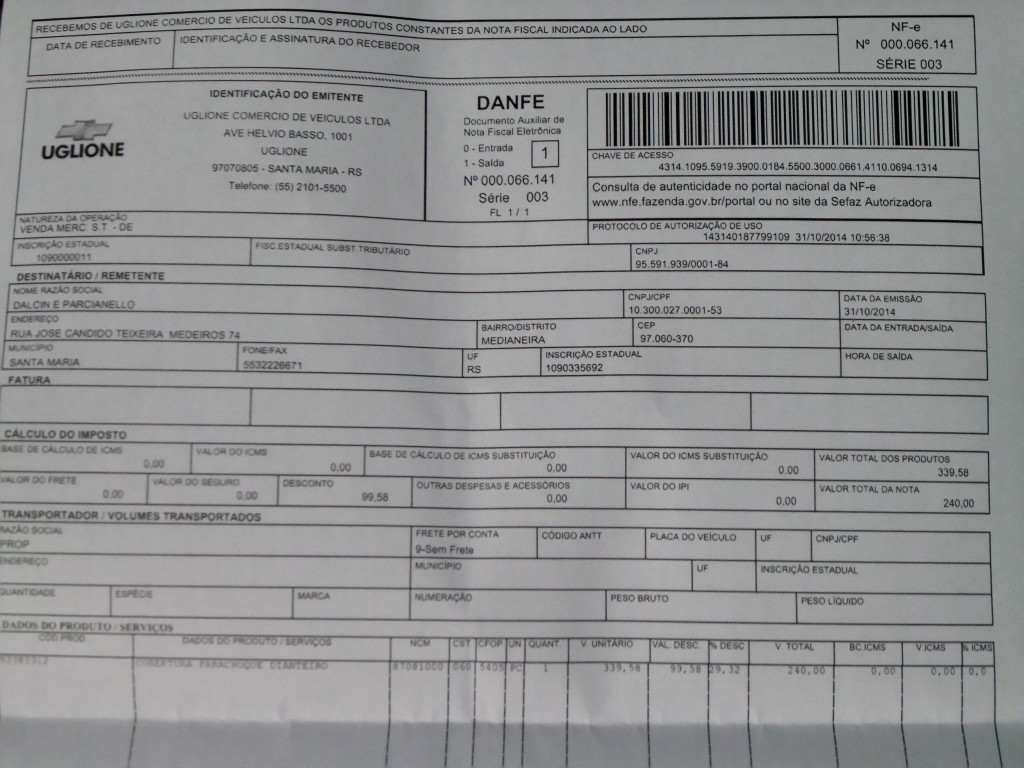 RECEBEMOS DE UGLIONE COMERCIO DE VEICULOS LTDA OS PRODUTOS CONSTANTES DA NOTA FISCAL INDICADA AO LADO
DATA DE RECEBIMENTO
IDENTIFICAÇÃO E ASSINATURA DO RECEBEDOR
NF-e
Nº 000.066.141
SÉRIE 003
UGLIONE
IDENTIFICAÇÃO DO EMITENTE
UGLIONE COMERCIO DE VEICULOS LTDA
AVE HELVIO BASSO, 1001
UGLIONE
97070805 - SANTA MARIA - RS
Telefone: (55) 2101-5500
DANFE
Documento Auxiliar de
Nota Fiscal Eletrônica
0 - Entrada
1 - Saída
1
Nº 000.066.141
Série 003
FL 1 / 1
CHAVE DE ACESSO
4314.1095.5919.3900.0184.5500.3000.0661.4110.0694.1314
Consulta de autenticidade no portal nacional da NF-e
www.nfe.fazenda.gov.br/portal ou no site da Sefaz Autorizadora
NATUREZA DA OPERAÇÃO
VENDA MERC. S.T. - DE
PROTOCOLO DE AUTORIZAÇÃO DE USO
143140187799109 31/10/2014 10:56:38
INSCRIÇÃO ESTADUAL
1090000011
FISC.ESTADUAL SUBST.TRIBUTÁRIO
CNPJ
95.591.939/0001-84
DESTINATÁRIO / REMETENTE
NOME RAZÃO SOCIAL
DALCIN E PARCIANELLO
CNPJ/CPF
10.300.027.0001-53
DATA DA EMISSÃO
31/10/2014
ENDEREÇO
RUA JOSE CANDIDO TEIXEIRA MEDEIROS 74
BAIRRO/DISTRITO
MEDIANEIRA
CEP
97.060-370
DATA DA ENTRADA/SAÍDA
MUNICÍPIO
SANTA MARIA
FONE/FAX
5532226671
UF
RS
INSCRIÇÃO ESTADUAL
1090335692
HORA DE SAÍDA
FATURA
CÁLCULO DO IMPOSTO
BASE DE CÁLCULO DE ICMS
0,00
VALOR DO ICMS
0,00
BASE DE CÁLCULO DE ICMS SUBSTITUIÇÃO
0,00
VALOR DO ICMS SUBSTITUIÇÃO
0,00
VALOR TOTAL DOS PRODUTOS
339,58
VALOR DO FRETE
0,00
VALOR DO SEGURO
0,00
DESCONTO
99,58
OUTRAS DESPESAS E ACESSÓRIOS
0,00
VALOR DO IPI
0,00
VALOR TOTAL DA NOTA
240,00
TRANSPORTADOR / VOLUMES TRANSPORTADOS
RAZÃO SOCIAL
PROP
FRETE POR CONTA
9-Sem Frete
CÓDIGO ANTT
PLACA DO VEÍCULO
UF
CNPJ/CPF
ENDEREÇO
MUNICÍPIO
UF
INSCRIÇÃO ESTADUAL
QUANTIDADE
ESPÉCIE
MARCA
NUMERAÇÃO
PESO BRUTO
PESO LÍQUIDO
DADOS DO PRODUTO / SERVIÇOS
COD PROD DADOS DO PRODUTO / SERVIÇOS NCM CST CFOP UN QUANT. V. UNITÁRIO VAL. DESC. % DESC V. TOTAL BC.ICMS V.ICMS % ICMS
COBERTURA PARACHOQUE DIANTEIRO 87081000 060 5405 PC 1 339,58 99,58 29,32 240,00 0,00 0,00 0,0